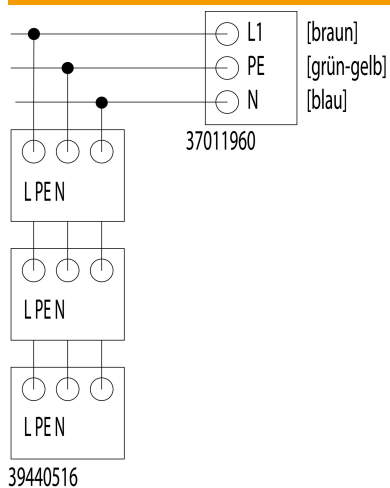 L1 [braun]
PE [grün-gelb]
N [blau]
37011960
L PE N
L PE N
L PE N
39440516